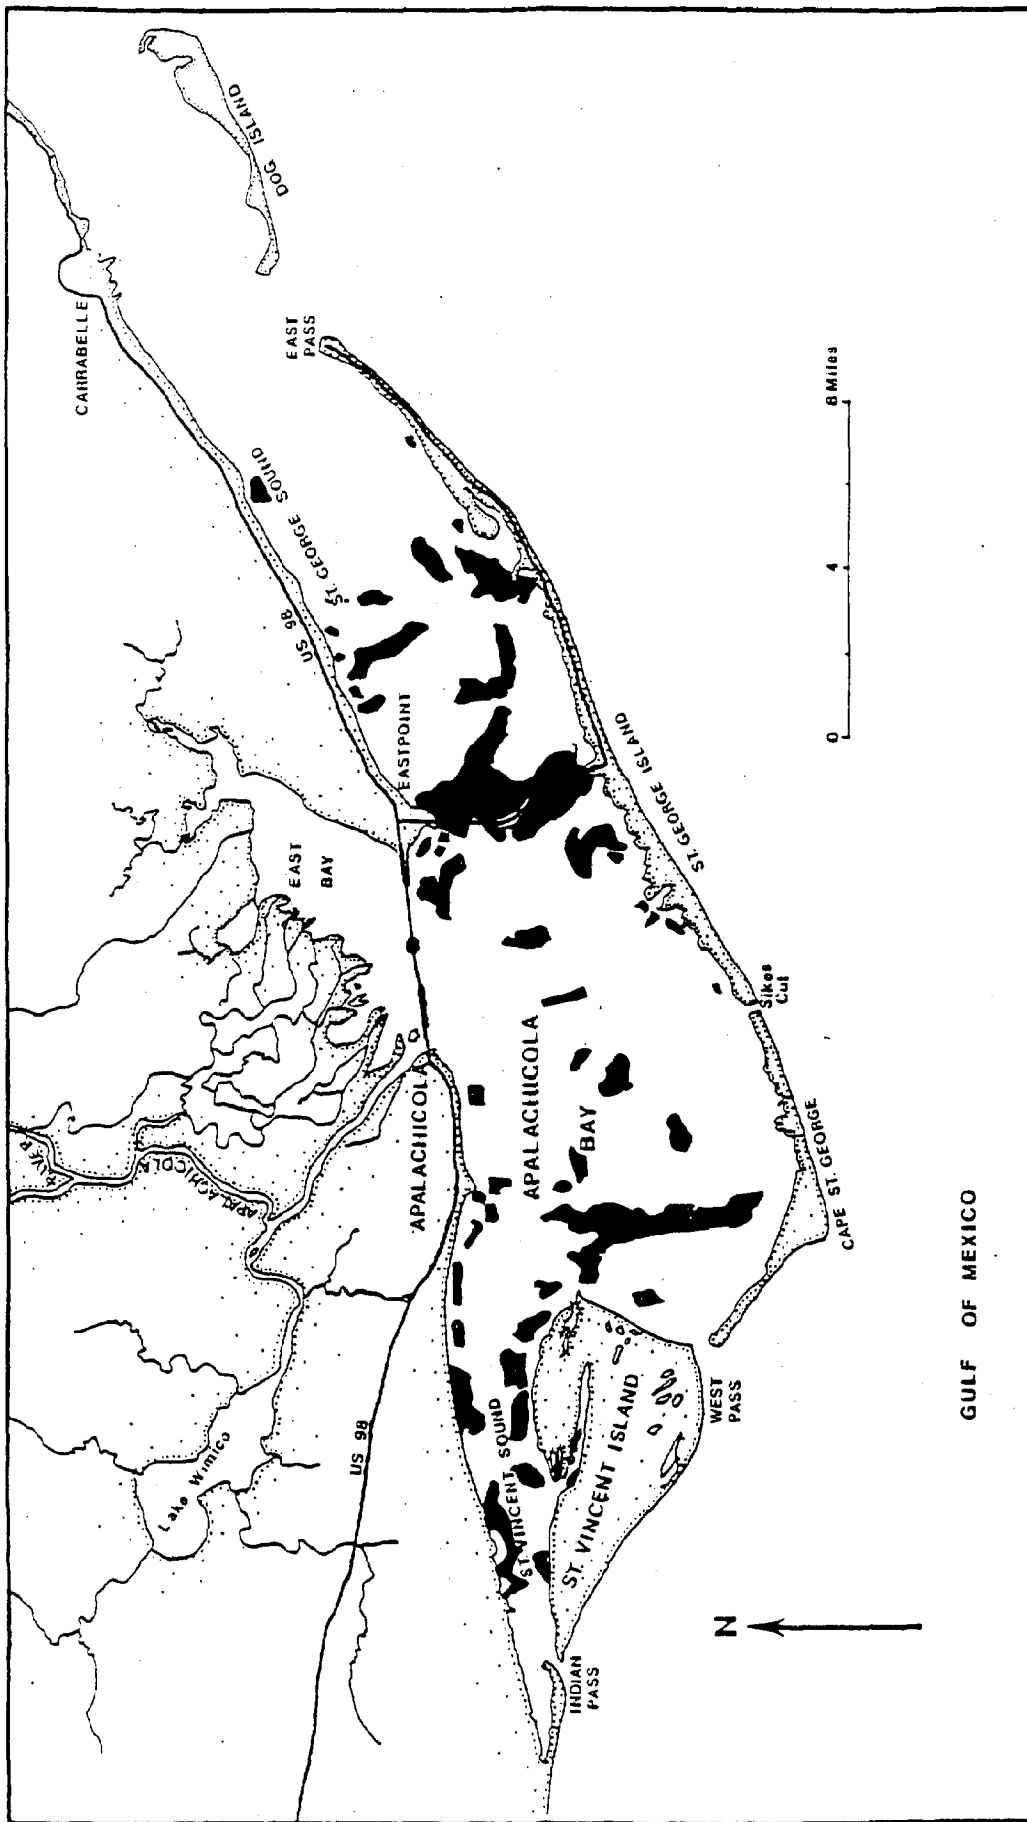 CARRABELLE
DOG ISLAND
EAST
PASS
ST. GEORGE SOUND
US 98
EASTPOINT
EAST
BAY
APALACHICOLA
RIVER
Lake Wimico
US 98
APALACHICOLA
APALACHICOLA
BAY
ST. VINCENT SOUND
ST. VINCENT ISLAND
INDIAN
PASS
WEST
PASS
CAPE ST. GEORGE
Sikes
Cut
ST. GEORGE ISLAND
0 4 8 Miles
N
GULF OF MEXICO